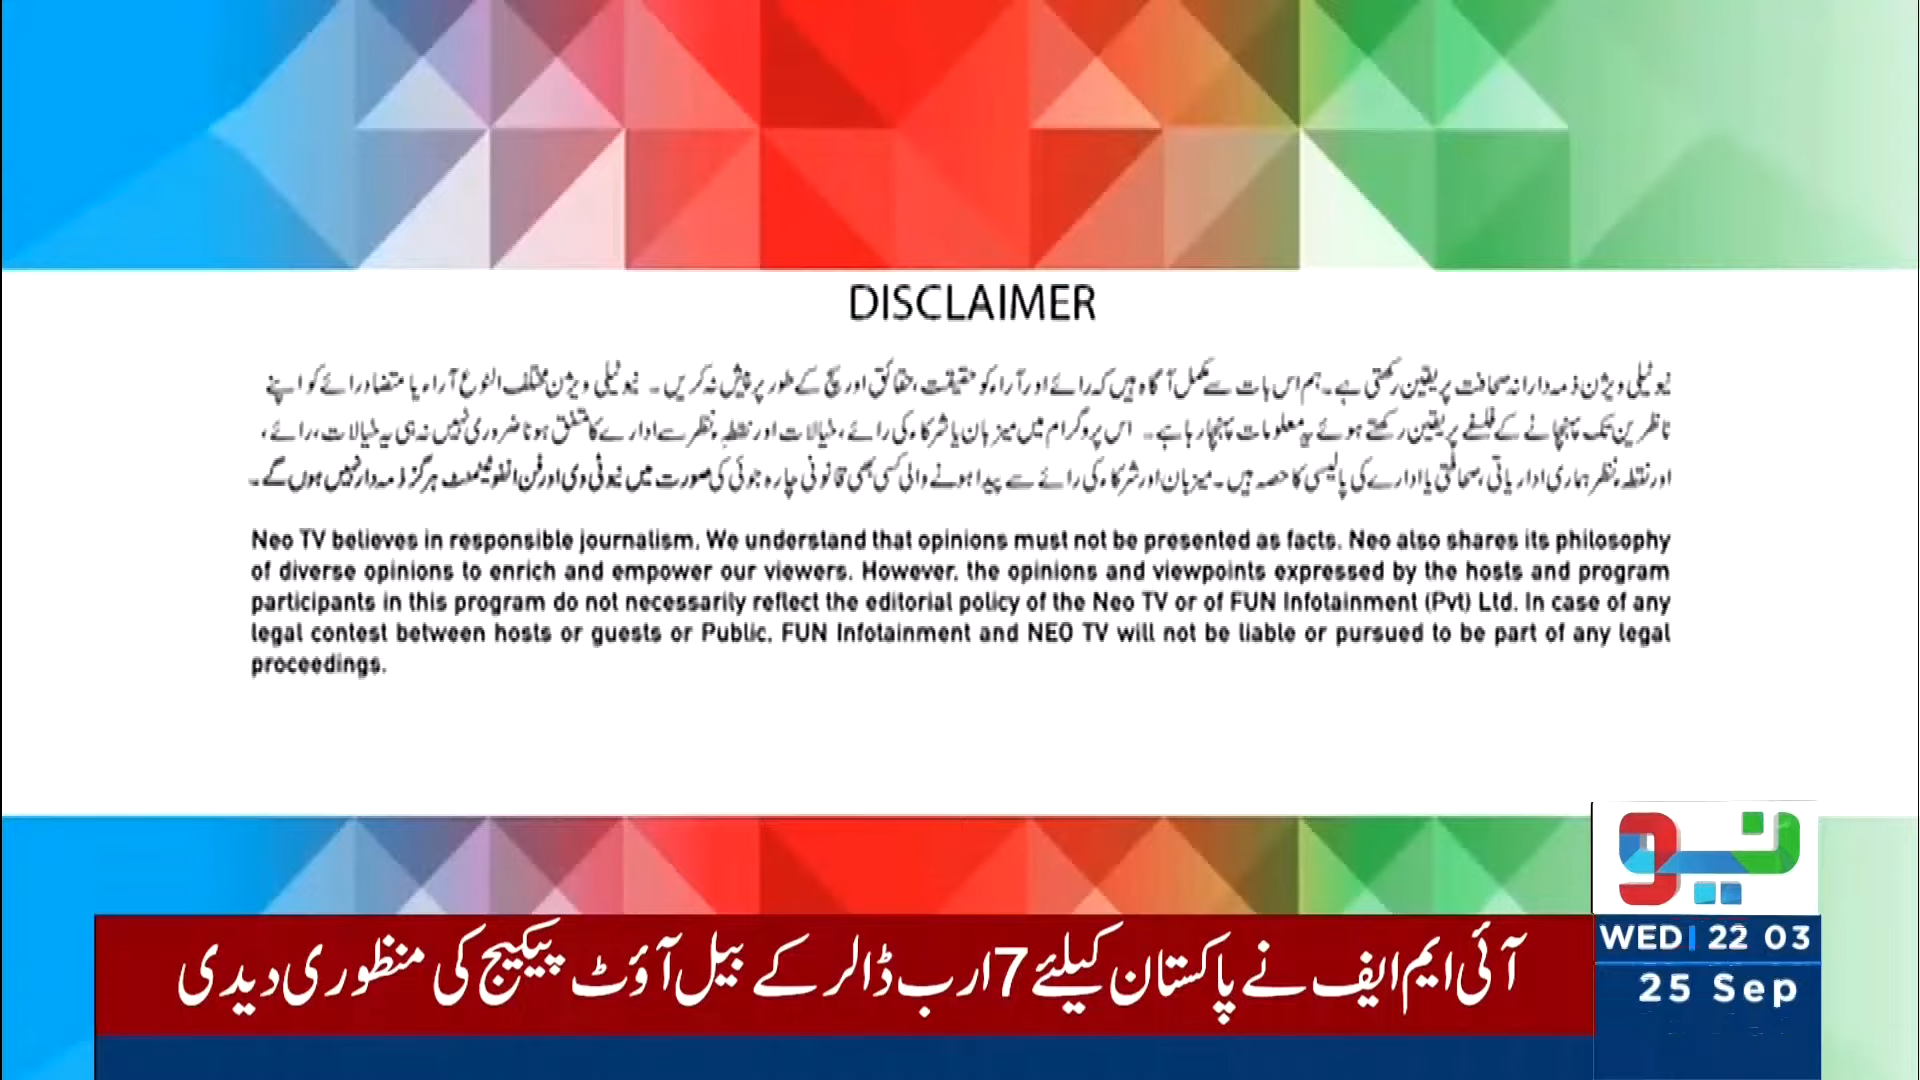 DISCLAIMER
نیو ٹیلی ویژن ذمہ دارانہ صحافت پر یقین رکھتی ہے۔ ہم اس بات سے مکمل آگاہ ہیں کہ رائے اور آراء کو حقیقت، حقائق اور سچ کے طور پر پیش نہ کریں۔ نیو ٹیلی ویژن مختلف النوع آراء یا متضاد رائے کو اپنے
ناظرین تک پہنچانے کے فلسفے پر یقین رکھتے ہوئے یہ معلومات پہنچا رہا ہے۔ اس پروگرام میں میزبان یا شرکاء کی رائے، خیالات اور نقطہء نظر سے ادارے کا متفق ہونا ضروری نہیں نہ ہی یہ خیالات، رائے،
اور نقطہء نظر ہماری ادارپاتی، صحافتی یا ادارے کی پالیسی کا حصہ ہیں۔ میزبان اور شرکاء کی رائے سے پیدا ہونے والی کسی بھی قانونی چارہ جوئی کی صورت میں نیو ٹی وی اور فن انفوٹینمنٹ ہرگز ذمہ دار نہیں ہوں گے۔
Neo TV believes in responsible journalism. We understand that opinions must not be presented as facts. Neo also shares its philosophy
of diverse opinions to enrich and empower our viewers. However, the opinions and viewpoints expressed by the hosts and program
participants in this program do not necessarily reflect the editorial policy of the Neo TV or of FUN Infotainment (Pvt) Ltd. In case of any
legal contest between hosts or guests or Public, FUN Infotainment and NEO TV will not be liable or pursued to be part of any legal
proceedings.
نیو
آئی ایم ایف نے پاکستان کیلئے 7 ارب ڈالر کے بیل آؤٹ پیکیج کی منظوری دیدی
WED 22 03
25 Sep